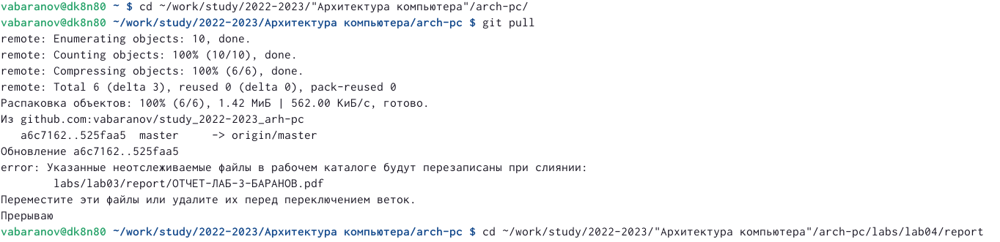 vabaranov@dk8n80 ~ $ cd ~/work/study/2022-2023/"Архитектура компьютера"/arch-pc/
vabaranov@dk8n80 ~/work/study/2022-2023/Архитектура компьютера/arch-pc $ git pull
remote: Enumerating objects: 10, done.
remote: Counting objects: 100% (10/10), done.
remote: Compressing objects: 100% (6/6), done.
remote: Total 6 (delta 3), reused 0 (delta 0), pack-reused 0
Распаковка объектов: 100% (6/6), 1.42 МиБ | 562.00 КиБ/с, готово.
Из github.com:vabaranov/study_2022-2023_arh-pc
   a6c7162..525faa5  master     -> origin/master
Обновление a6c7162..525faa5
error: Указанные неотслеживаемые файлы в рабочем каталоге будут перезаписаны при слиянии:
        labs/lab03/report/ОТЧЕТ-ЛАБ-3-БАРАНОВ.pdf
Переместите эти файлы или удалите их перед переключением веток.
Прерываю
vabaranov@dk8n80 ~/work/study/2022-2023/Архитектура компьютера/arch-pc $ cd ~/work/study/2022-2023/"Архитектура компьютера"/arch-pc/labs/lab04/report